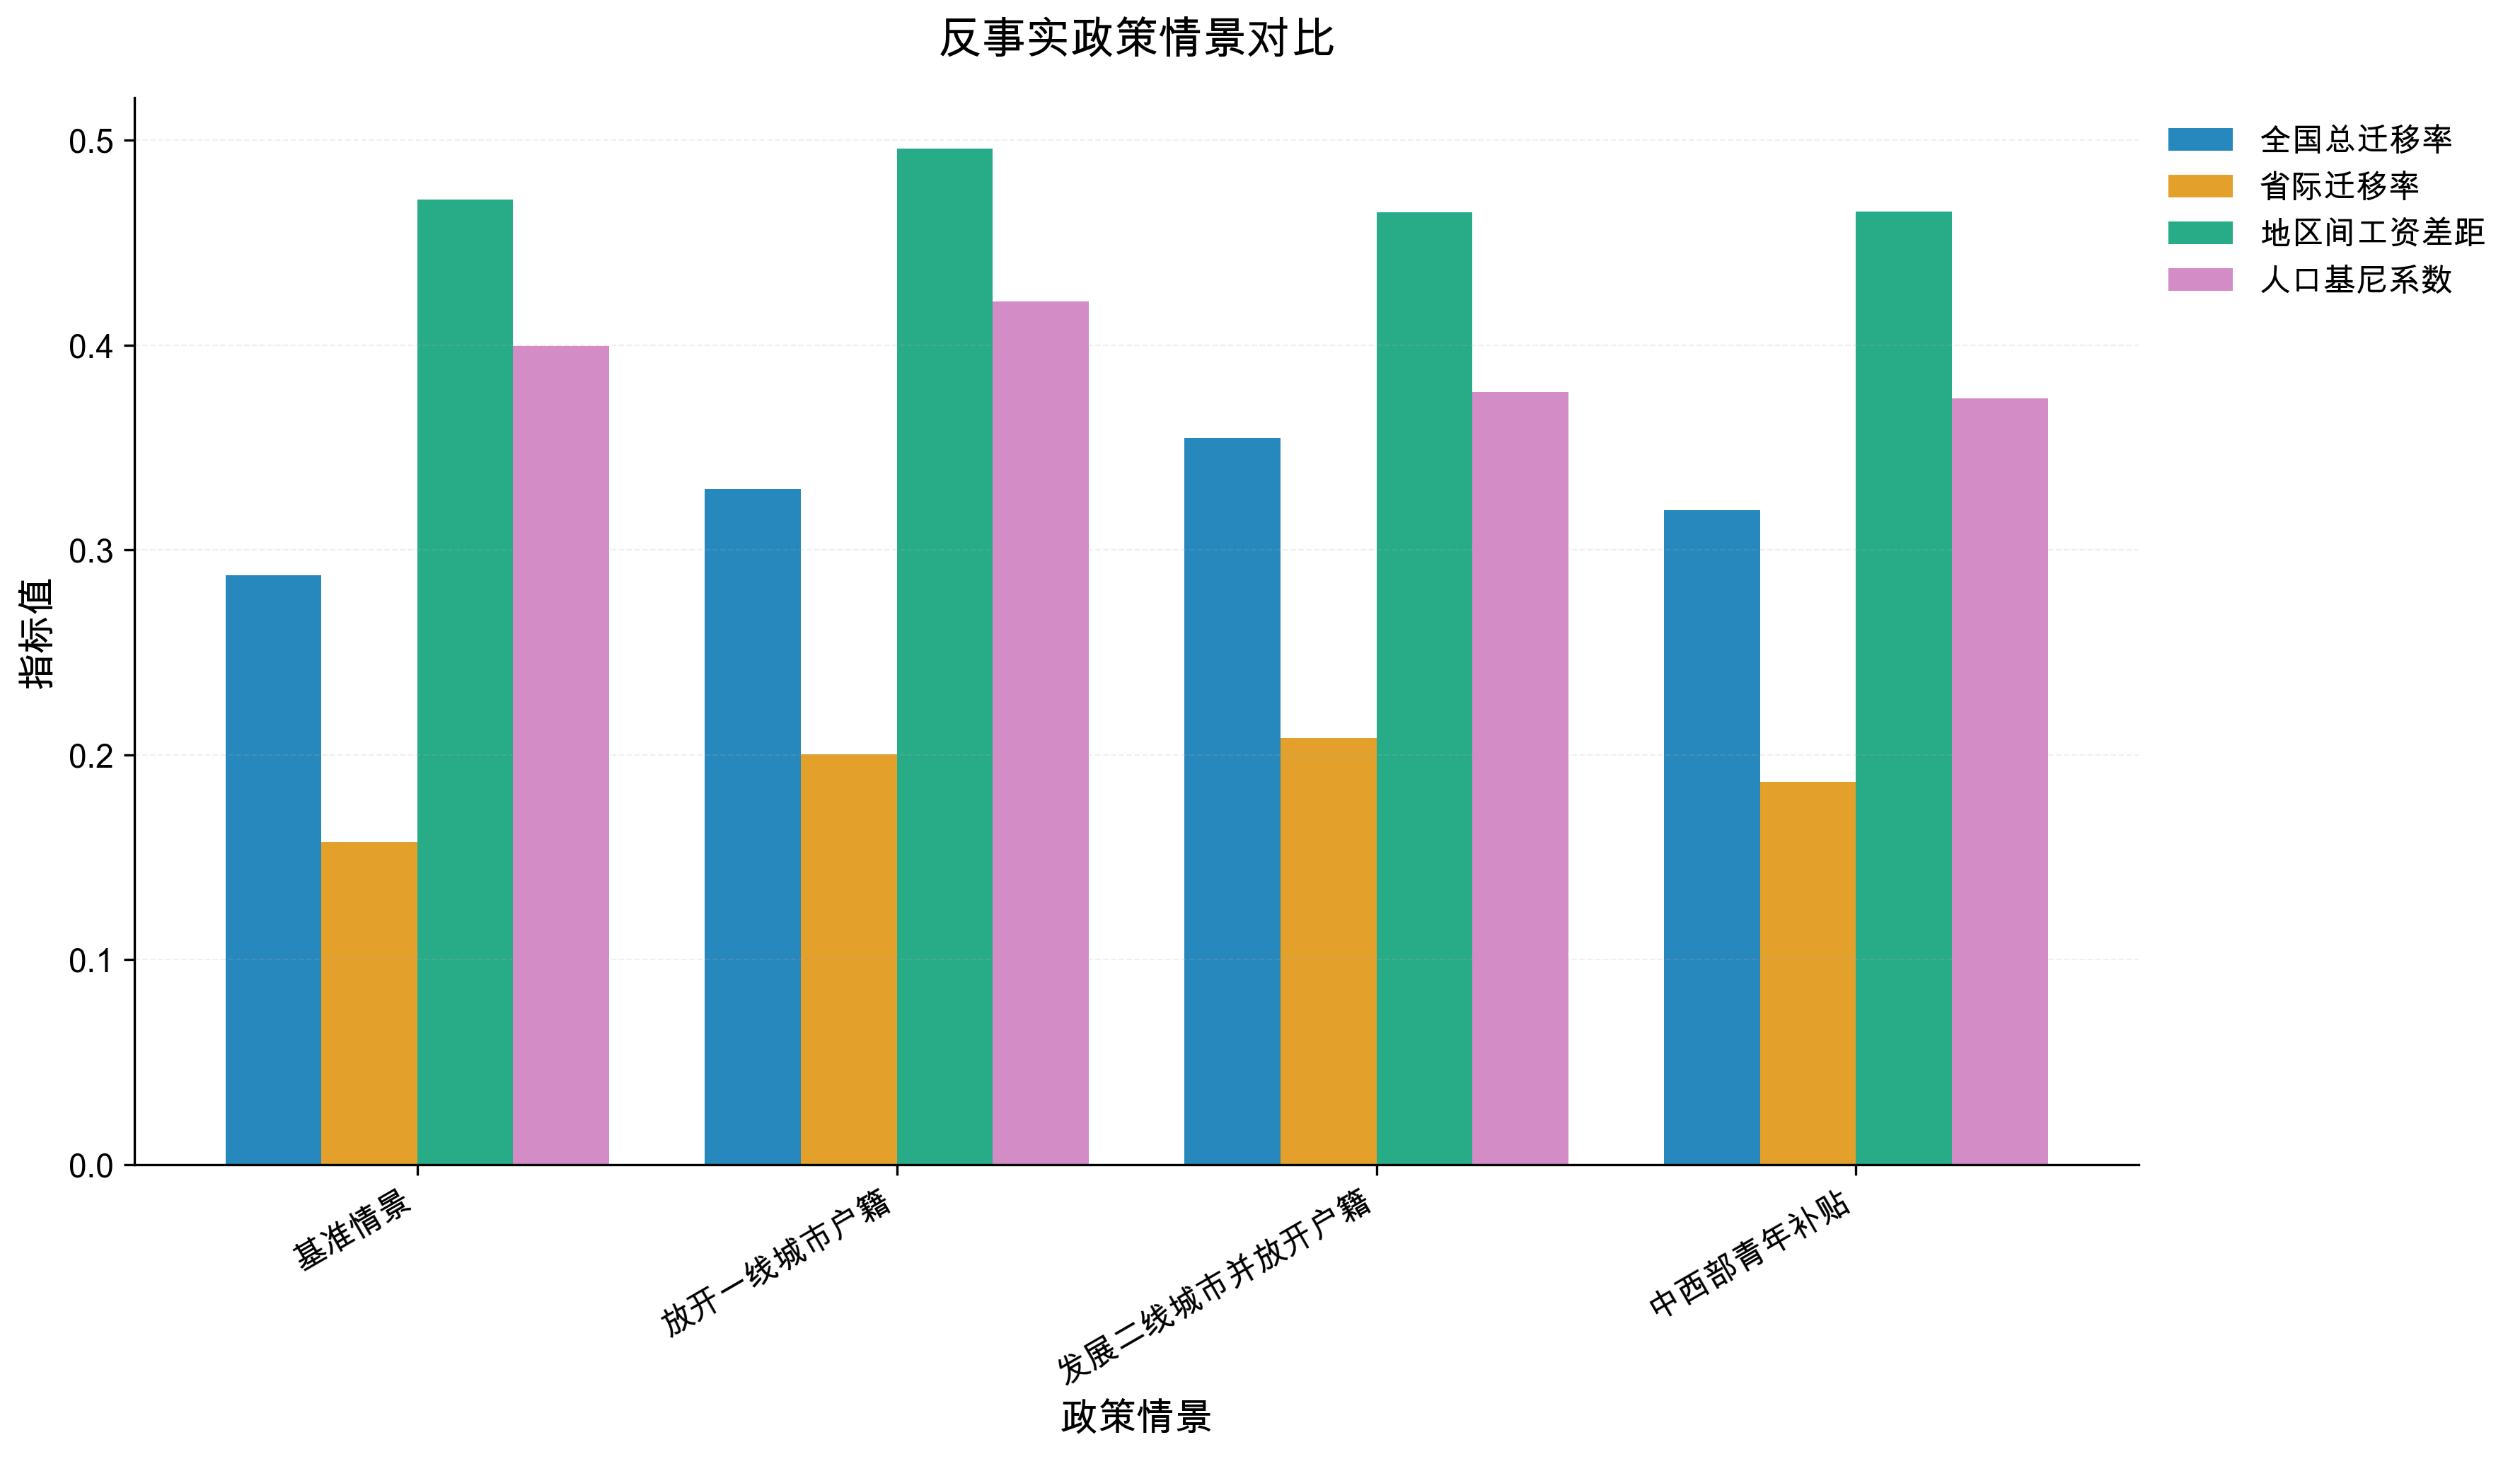 反事实政策情景对比
全国总迁移率
省际迁移率
地区间工资差距
人口基尼系数
指标值
0.5
0.4
0.3
0.2
0.1
0.0
基准情景
放开一线城市户籍
发展二线城市并放开户籍
中西部青年补贴
政策情景